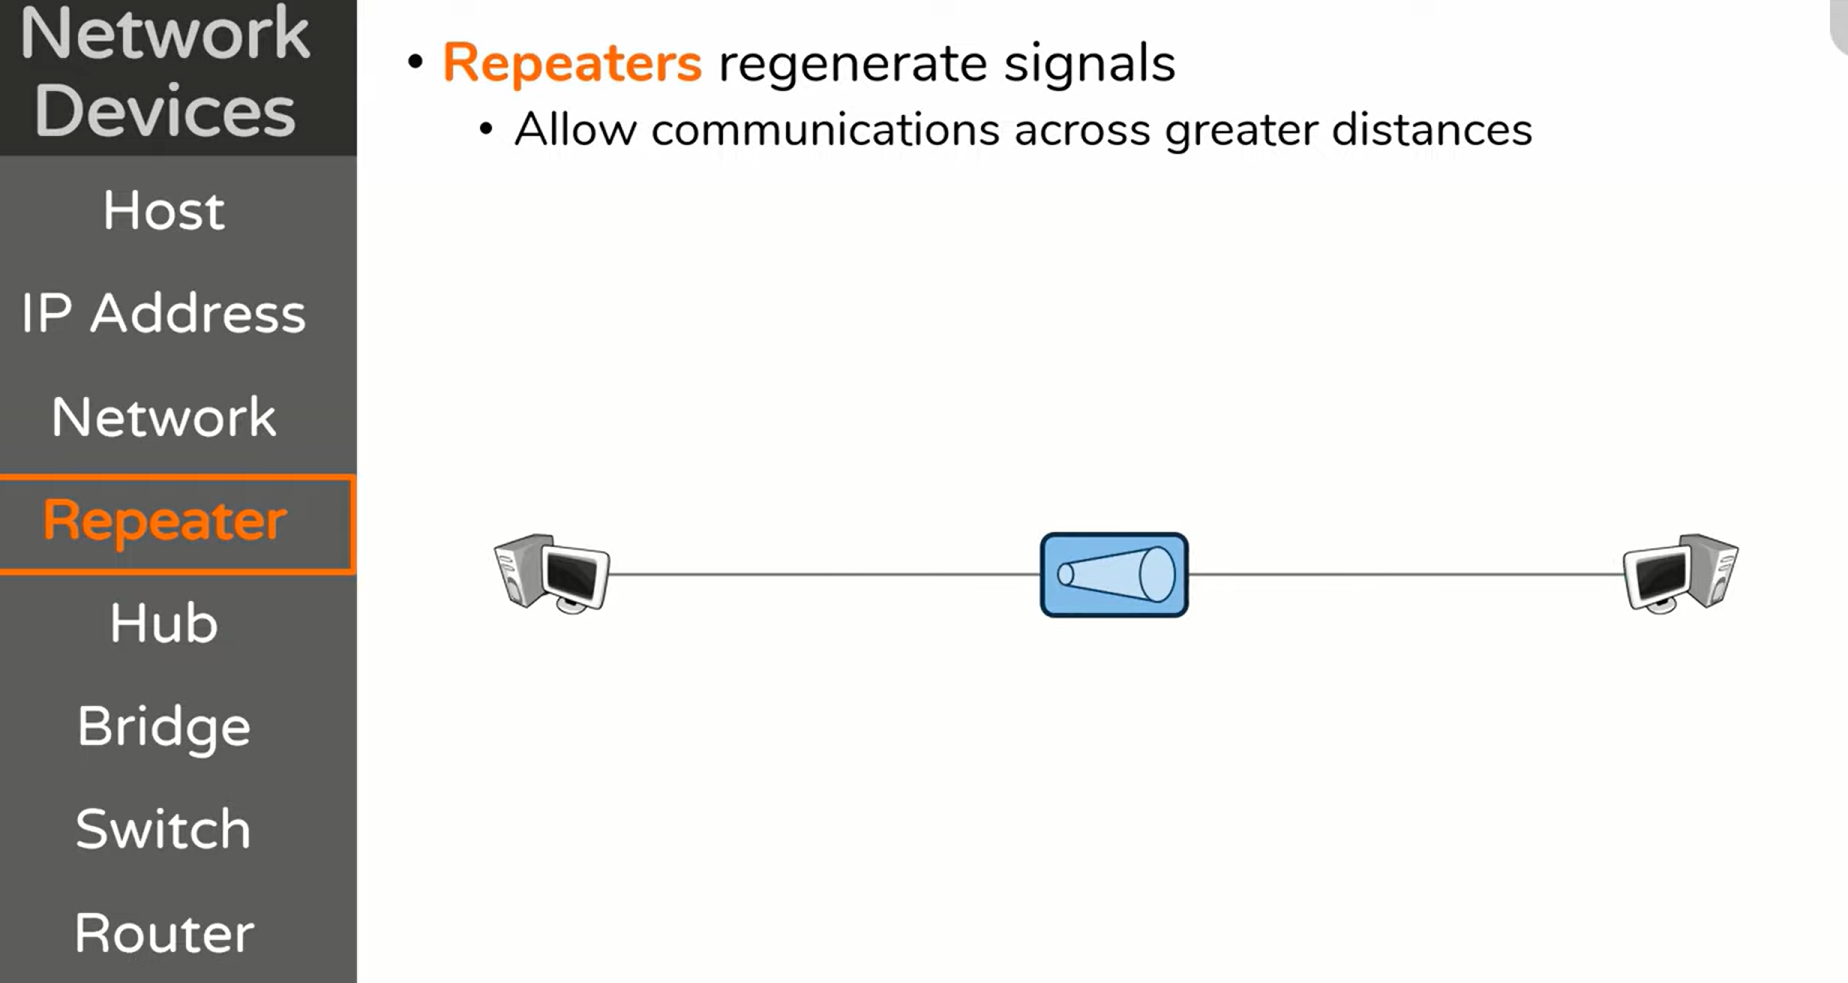 Network
Devices
Host
IP Address
Network
Repeater
Hub
Bridge
Switch
Router
• Repeaters regenerate signals
• Allow communications across greater distances